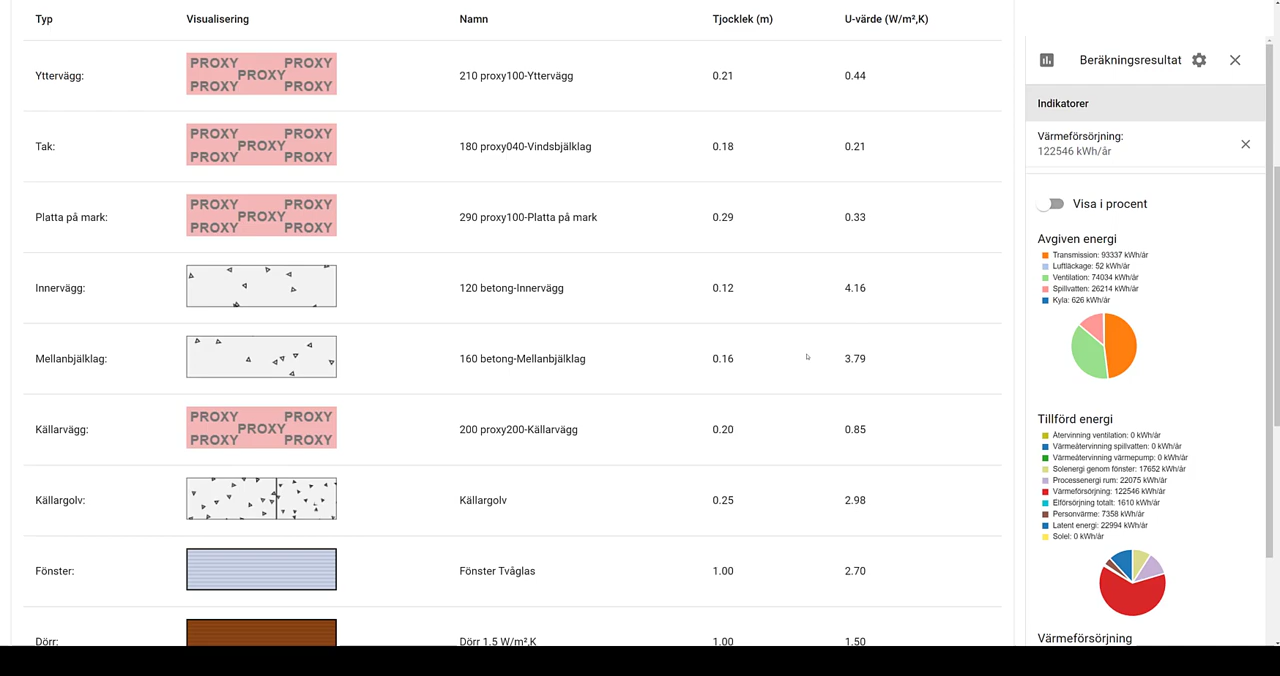 Typ Visualisering Namn Tjocklek (m) U-värde (W/m²,K)
Yttervägg: PROXY PROXY PROXY PROXY PROXY 210 proxy100-Yttervägg 0.21 0.44
Tak: PROXY PROXY PROXY PROXY PROXY 180 proxy040-Vindsbjälklag 0.18 0.21
Platta på mark: PROXY PROXY PROXY PROXY PROXY 290 proxy100-Platta på mark 0.29 0.33
Innervägg: 120 betong-Innervägg 0.12 4.16
Mellanbjälklag: 160 betong-Mellanbjälklag 0.16 3.79
Källarvägg: PROXY PROXY PROXY PROXY PROXY 200 proxy200-Källarvägg 0.20 0.85
Källargolv: Källargolv 0.25 2.98
Fönster: Fönster Tvåglas 1.00 2.70
Dörr: Dörr 1.5 W/m²,K 1.00 1.50
Beräkningsresultat
Indikatorer
Värmeförsörjning:
122546 kWh/år
Visa i procent
Avgiven energi
Transmission: 93337 kWh/år
Luftläckage: 52 kWh/år
Ventilation: 74034 kWh/år
Spillvatten: 26214 kWh/år
Kyla: 626 kWh/år
Tillförd energi
Återvinning ventilation: 0 kWh/år
Värmeåtervinning spillvatten: 0 kWh/år
Värmeåtervinning värmepump: 0 kWh/år
Solenergi genom fönster: 17652 kWh/år
Processenergi rum: 22075 kWh/år
Värmeförsörjning: 122546 kWh/år
Elförsörjning totalt: 1610 kWh/år
Personvärme: 7358 kWh/år
Latent energi: 22994 kWh/år
Solel: 0 kWh/år
Värmeförsörjning